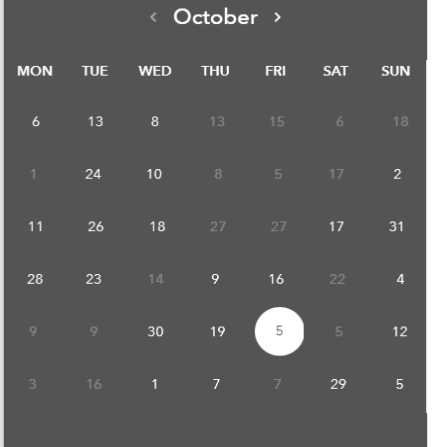 ‹ October ›
MON TUE WED THU FRI SAT SUN
6 13 8 13 15 6 18
1 24 10 8 5 17 2
11 26 18 27 27 17 31
28 23 14 9 16 22 4
9 9 30 19 5 5 12
3 16 1 7 7 29 5